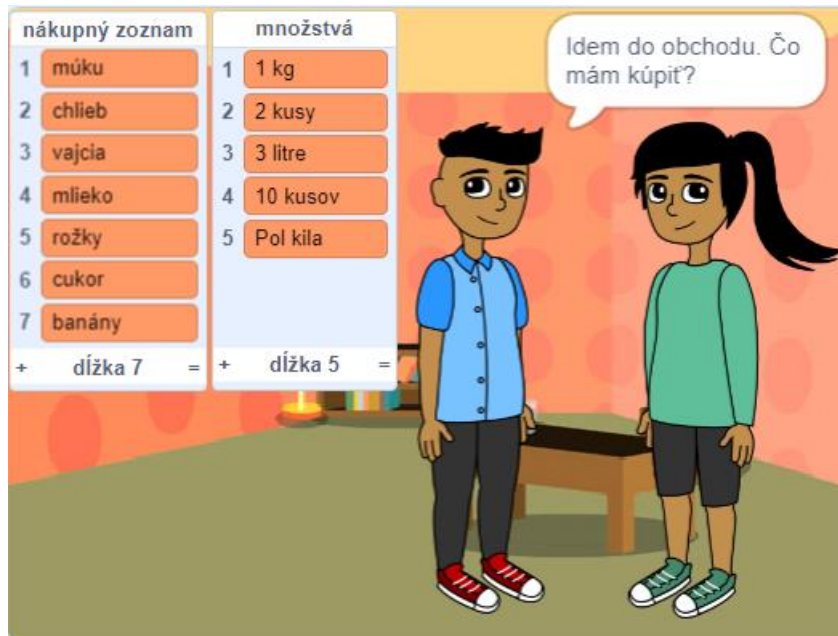 nákupný zoznam
1 múku
2 chlieb
3 vajcia
4 mlieko
5 rožky
6 cukor
7 banány
+ dĺžka 7 =
množstvá
1 1 kg
2 2 kusy
3 3 litre
4 10 kusov
5 Pol kila
+ dĺžka 5 =
Idem do obchodu. Čo
mám kúpiť?